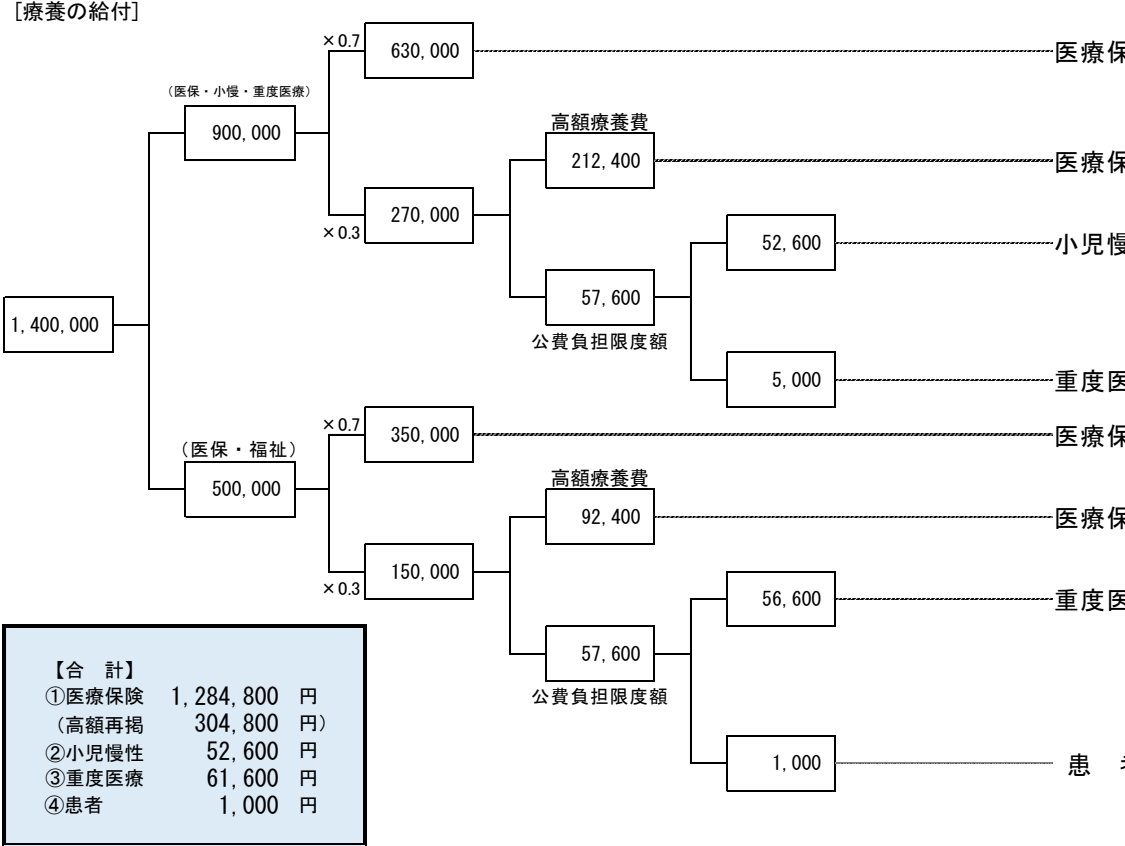 [療養の給付]
×0.7
630,000
医療保
(医保・小慢・重度医療)
900,000
高額療養費
212,400
医療保
270,000
×0.3
52,600
小児慢
57,600
公費負担限度額
1,400,000
5,000
重度医
×0.7
350,000
医療保
(医保・福祉)
500,000
高額療養費
92,400
医療保
150,000
×0.3
56,600
重度医
57,600
公費負担限度額
1,000
患
【合 計】
①医療保険 1,284,800 円
(高額再掲 304,800 円)
②小児慢性 52,600 円
③重度医療 61,600 円
④患者 1,000 円